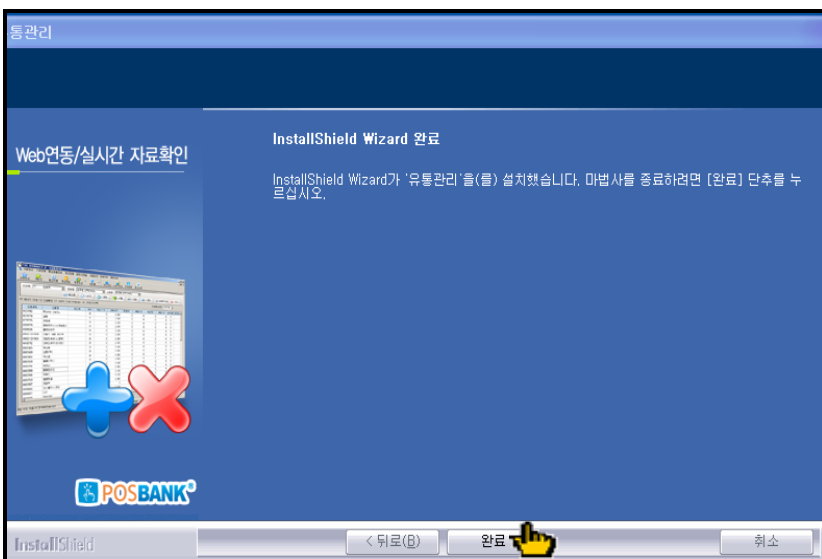 통관리
Web연동/실시간 자료확인
InstallShield Wizard 완료
InstallShield Wizard가 '유통관리'을(를) 설치했습니다. 마법사를 종료하려면 [완료] 단추를 누
르십시오.
POSBANK®
InstallShield
< 뒤로(B)
완료
취소